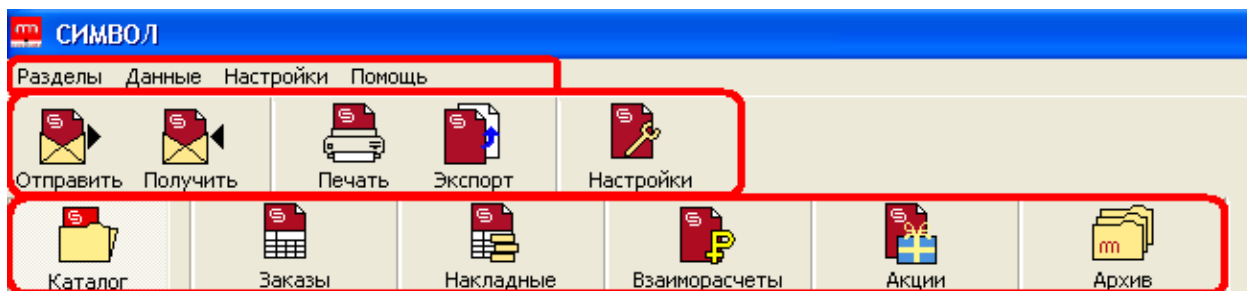 СИМВОЛ
Разделы Данные Настройки Помощь
Отправить Получить Печать Экспорт Настройки
Каталог Заказы Накладные Взаиморасчеты Акции Архив